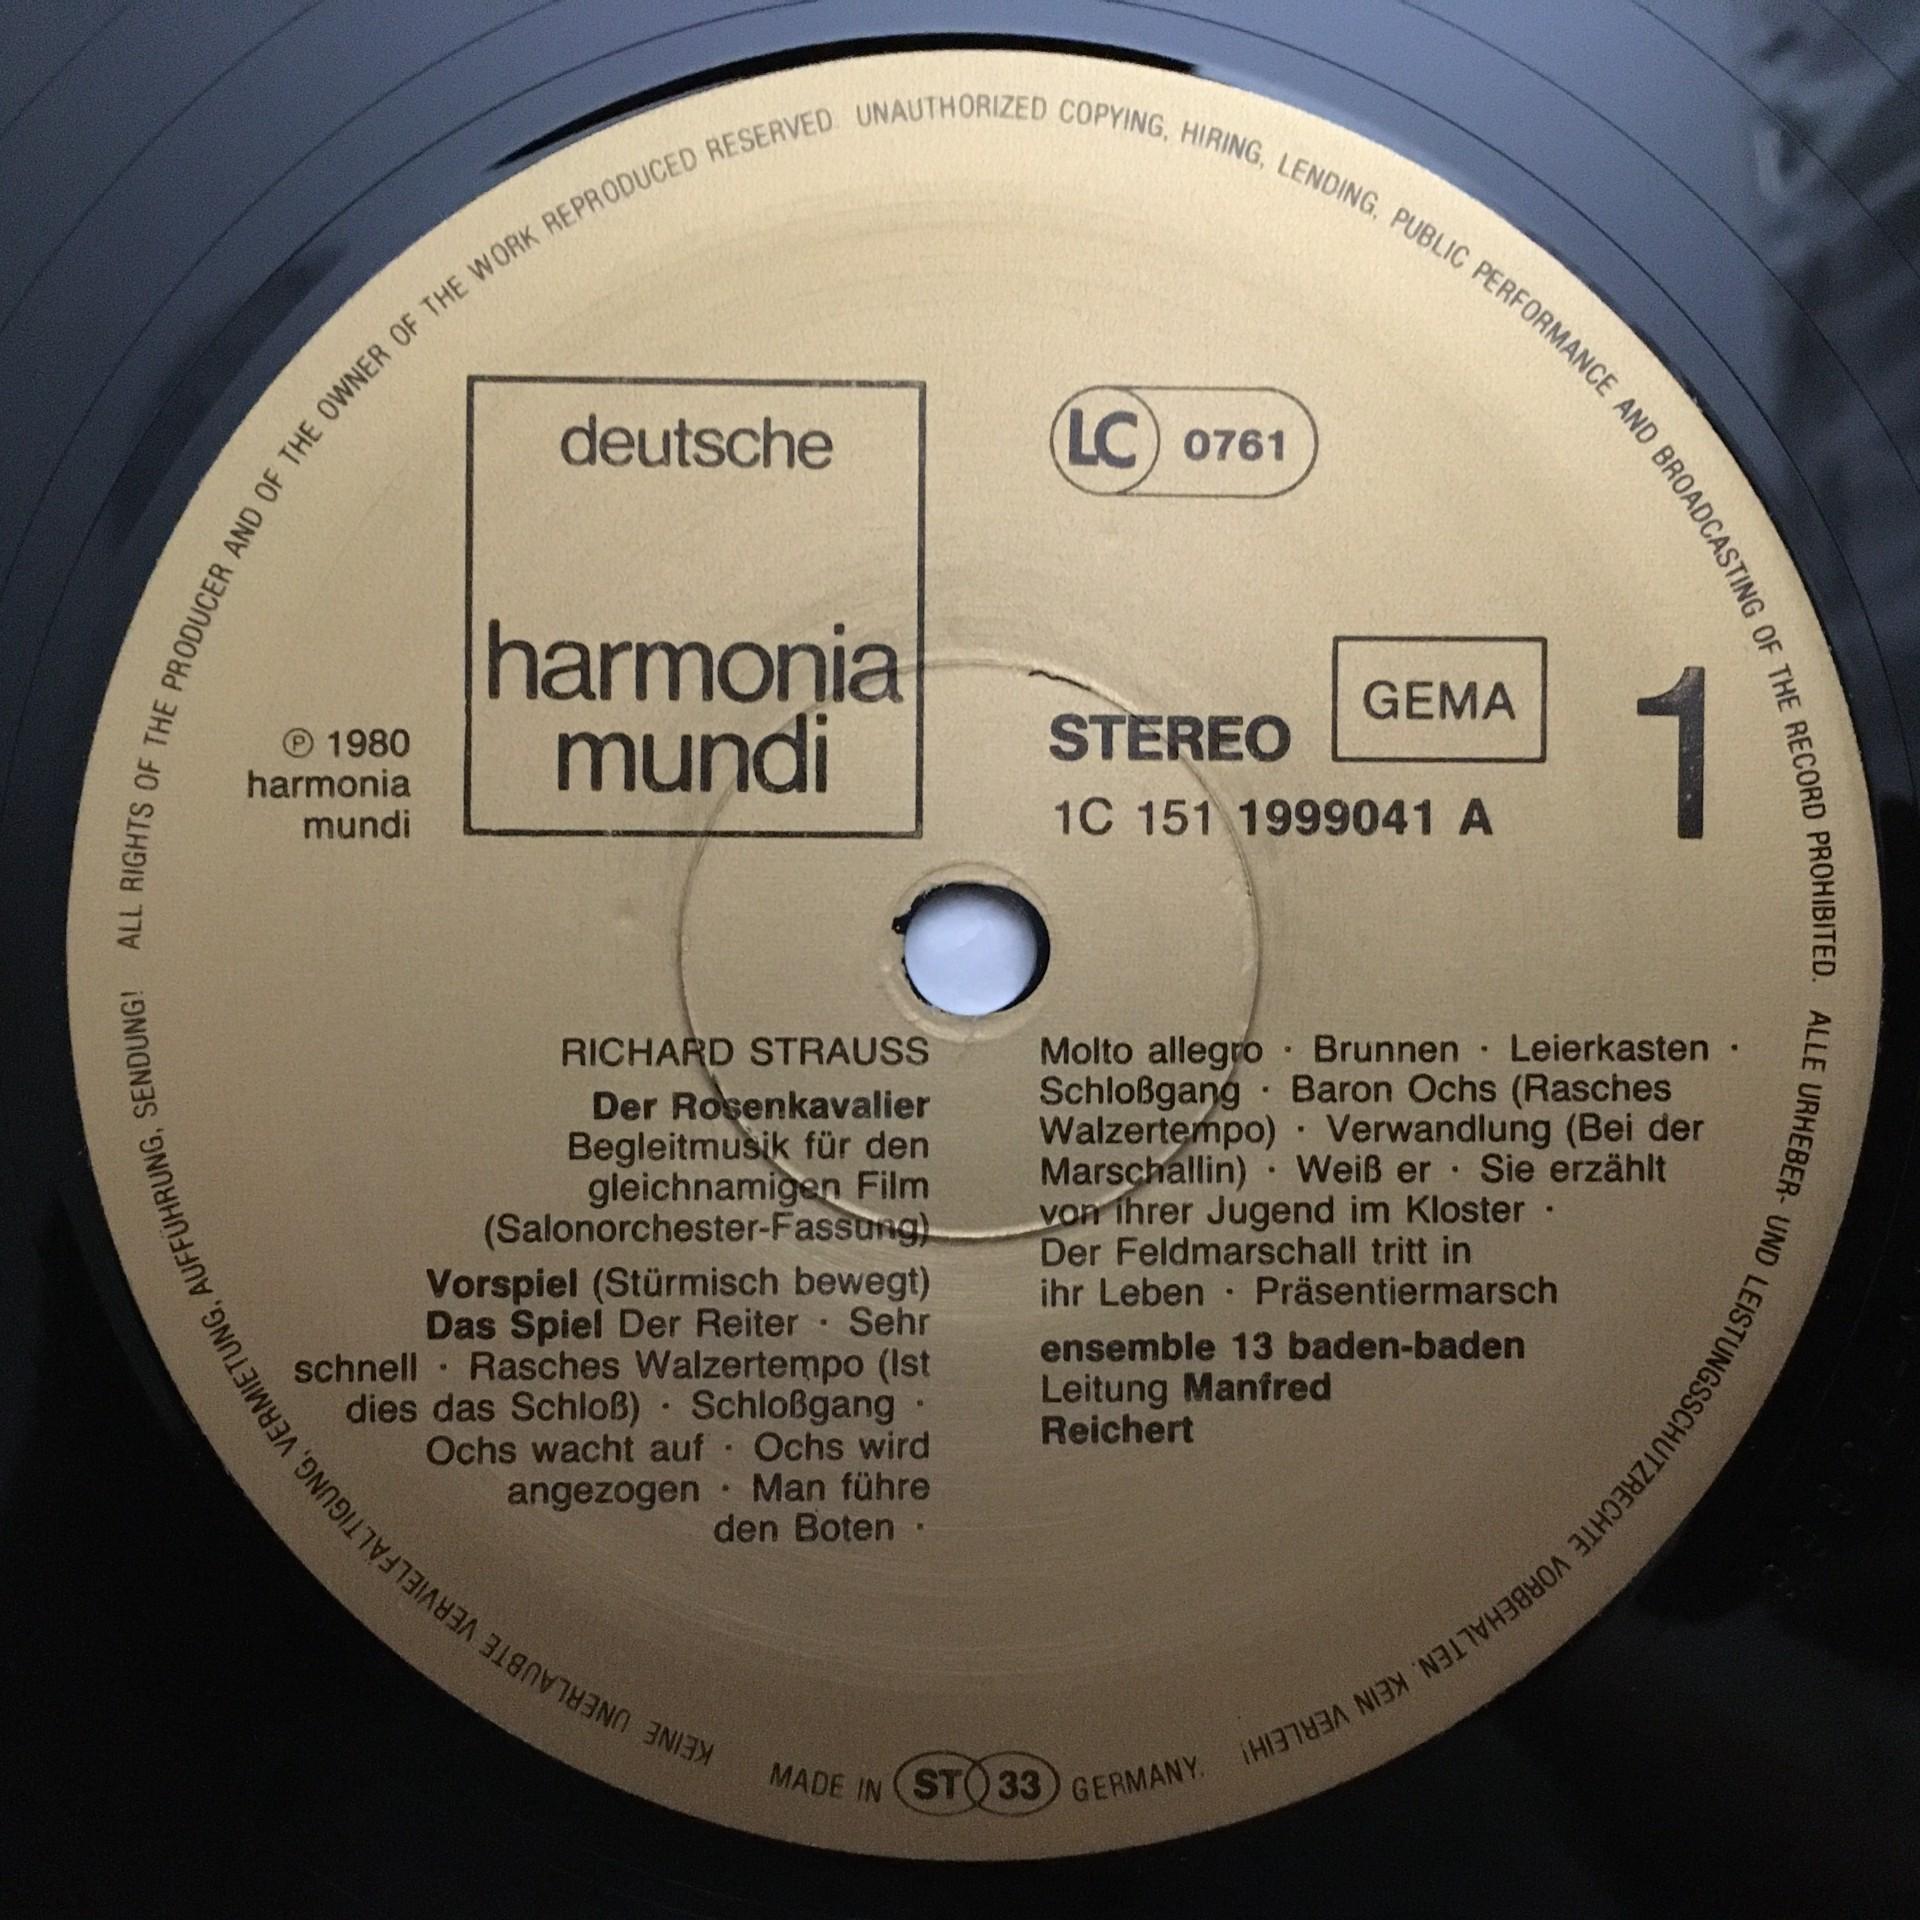 ALL RIGHTS OF THE PRODUCER AND OF THE OWNER OF THE WORK REPRODUCED RESERVED. UNAUTHORIZED COPYING, HIRING, LENDING, PUBLIC PERFORMANCE AND BROADCASTING OF THE RECORD PROHIBITED.
ALLE URHEBER- UND LEISTUNGSSCHUTZRECHTE VORBEHALTEN. KEIN VERLEIH!
KEINE UNERLAUBTE VERVIELFÄLTIGUNG, VERMIETUNG, AUFFÜHRUNG, SENDUNG!
deutsche
harmonia
mundi
LC 0761
℗ 1980
harmonia
mundi
STEREO
GEMA
1
1C 151 1999041 A
RICHARD STRAUSS
Der Rosenkavalier
Begleitmusik für den
gleichnamigen Film
(Salonorchester-Fassung)
Vorspiel (Stürmisch bewegt)
Das Spiel Der Reiter · Sehr
schnell · Rasches Walzertempo (Ist
dies das Schloß) · Schloßgang ·
Ochs wacht auf · Ochs wird
angezogen · Man führe
den Boten ·
Molto allegro · Brunnen · Leierkasten ·
Schloßgang · Baron Ochs (Rasches
Walzertempo) · Verwandlung (Bei der
Marschallin) · Weiß er · Sie erzählt
von ihrer Jugend im Kloster ·
Der Feldmarschall tritt in
ihr Leben · Präsentiermarsch
ensemble 13 baden-baden
Leitung Manfred
Reichert
MADE IN ST 33 GERMANY.